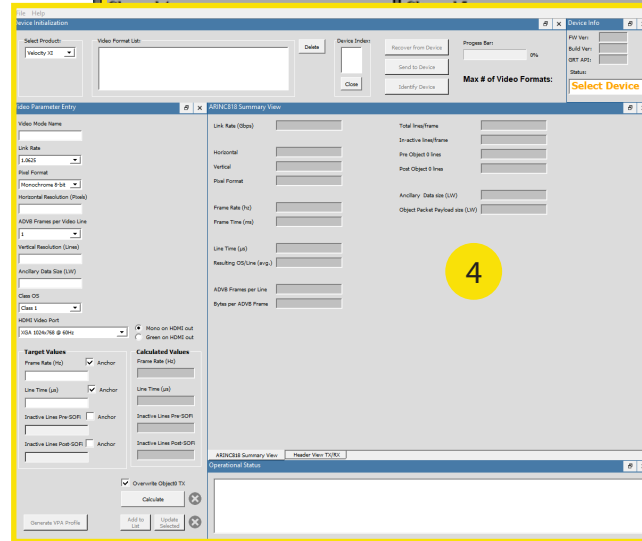 File Help
Device Initialization
Device Info
Select Product:
Video Format List:
Delete
Device Index:
Recover from Device
Progess Bar:
0%
FW Ver:
Build Ver:
GRT API:
Velocity XI
Send to Device
Status:
Close
Identify Device
Max # of Video Formats:
Select Device
Video Parameter Entry
ARINC818 Summary View
Video Mode Name
Link Rate
1.0625
Pixel Format
Monochrome 8-bit
Horizontal Resolution (Pixels)
ADVB Frames per Video Line
1
Vertical Resolution (Lines)
Ancillary Data Size (LW)
Class OS
Class 1
HDMI Video Port
XGA 1024x768 @ 60Hz
Mono on HDMI out
Green on HDMI out
Target Values
Calculated Values
Frame Rate (Hz)
Anchor
Frame Rate (Hz)
Line Time (µs)
Anchor
Line Time (µs)
Inactive Lines Pre-SOFi
Anchor
Inactive Lines Pre-SOFi
Inactive Lines Post-SOFi
Anchor
Inactive Lines Post-SOFi
Overwrite Object0 TX
Calculate
Generate VPA Profile
Add to List
Update Selected
Link Rate (Gbps)
Total lines/frame
In-active lines/frame
Horizontal
Pre Object 0 lines
Vertical
Post Object 0 lines
Pixel Format
Ancillary Data size (LW)
Frame Rate (hz)
Object Packet Payload size (LW)
Frame Time (ms)
Line Time (µs)
Resulting OS/Line (avg.)
4
ADVB Frames per Line
Bytes per ADVB Frame
ARINC818 Summary View
Header View TX/RX
Operational Status